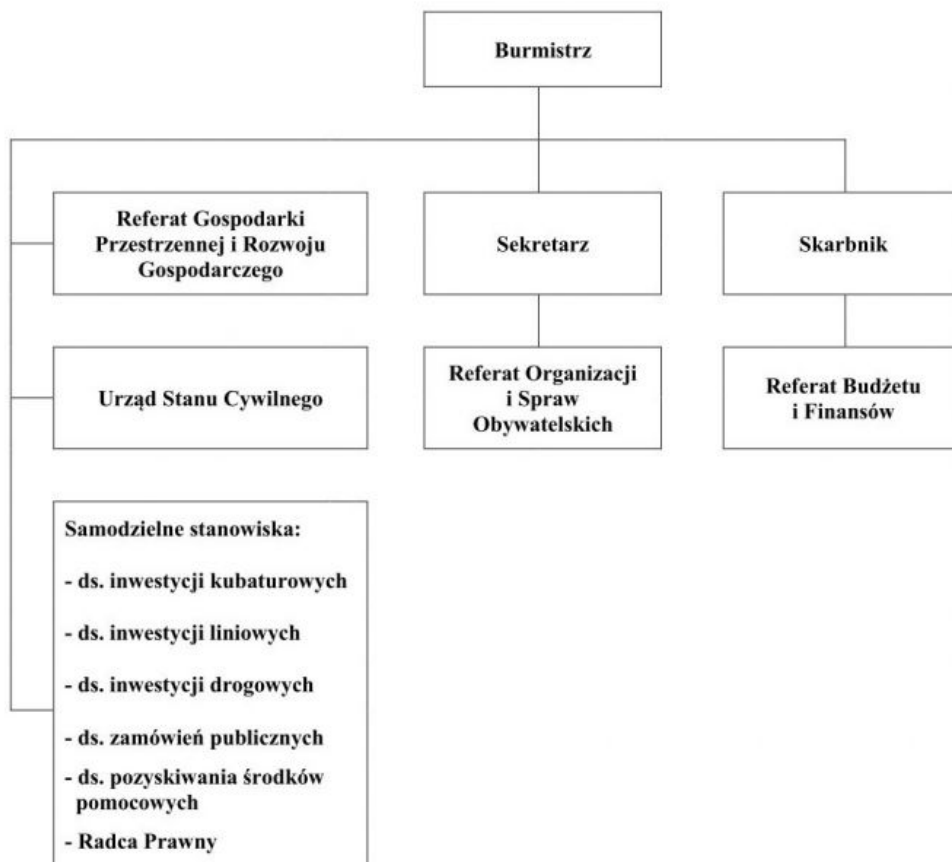 Burmistrz
Referat Gospodarki
Przestrzennej i Rozwoju
Gospodarczego
Sekretarz
Skarbnik
Urząd Stanu Cywilnego
Referat Organizacji
i Spraw
Obywatelskich
Referat Budżetu
i Finansów
Samodzielne stanowiska:
- ds. inwestycji kubaturowych
- ds. inwestycji liniowych
- ds. inwestycji drogowych
- ds. zamówień publicznych
- ds. pozyskiwania środków
pomocowych
- Radca Prawny